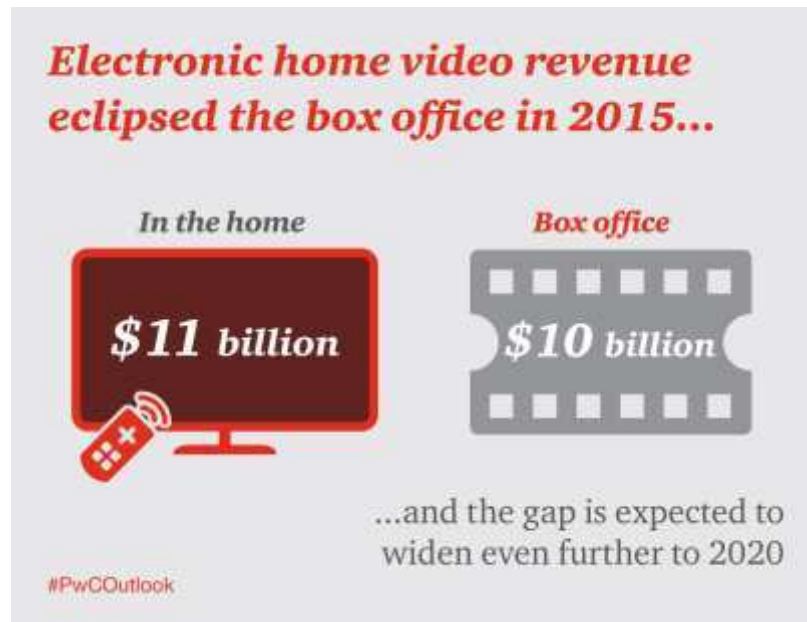 Electronic home video revenue
eclipsed the box office in 2015...
In the home
Box office
$11 billion
$10 billion
...and the gap is expected to
widen even further to 2020
#PwCOutlook